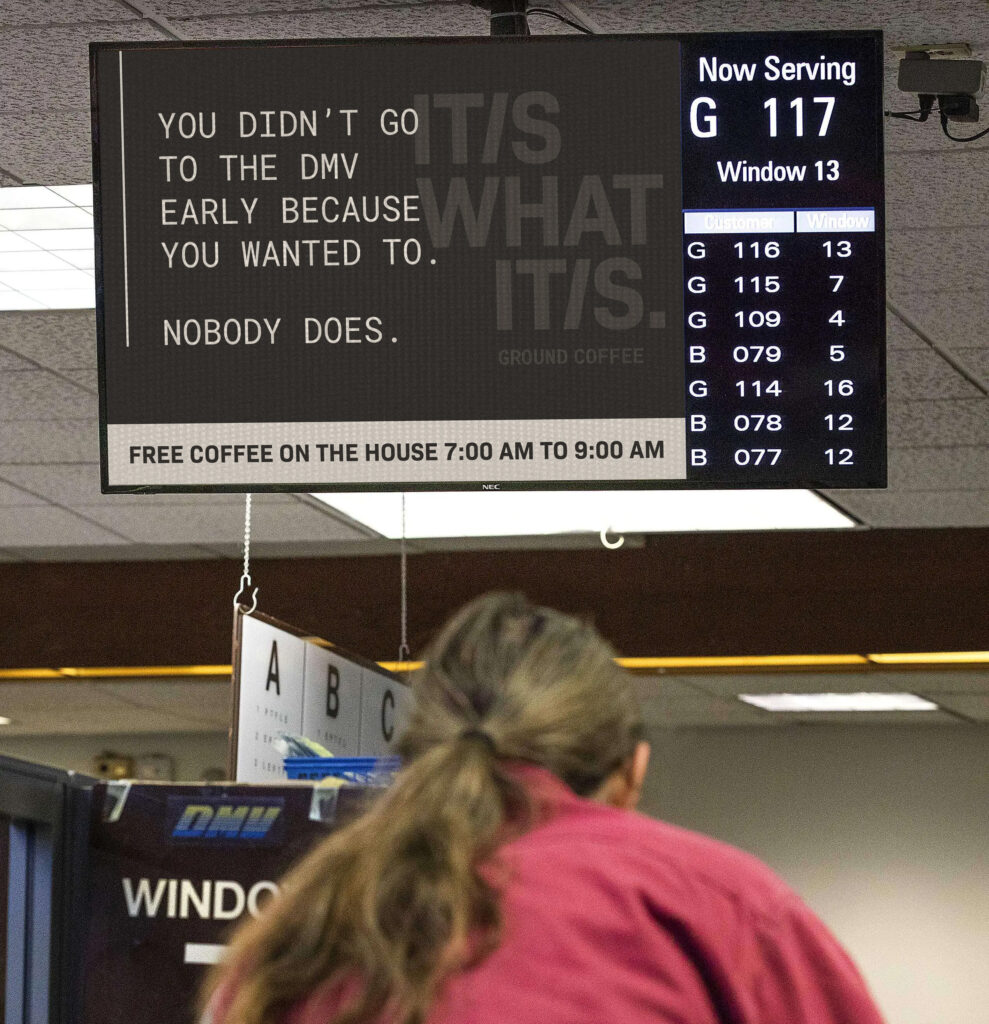 YOU DIDN'T GO
TO THE DMV
EARLY BECAUSE
YOU WANTED TO.
NOBODY DOES.
IT/S
WHAT
IT/S.
GROUND COFFEE
FREE COFFEE ON THE HOUSE 7:00 AM TO 9:00 AM
Now Serving
G 117
Window 13
Customer Window
G 116 13
G 115 7
G 109 4
B 079 5
G 114 16
B 078 12
B 077 12
NEC
A B C
DMV
WINDO